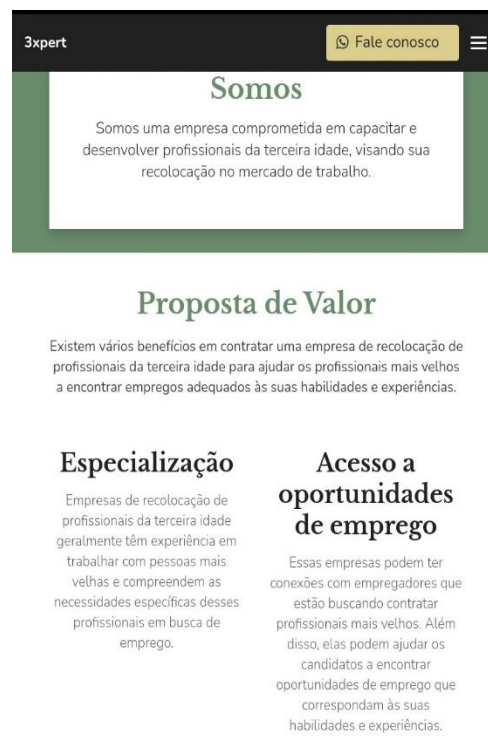 3xpert
Fale conosco
Somos
Somos uma empresa comprometida em capacitar e
desenvolver profissionais da terceira idade, visando sua
recolocação no mercado de trabalho.
Proposta de Valor
Existem vários benefícios em contratar uma empresa de recolocação de
profissionais da terceira idade para ajudar os profissionais mais velhos
a encontrar empregos adequados às suas habilidades e experiências.
Especialização
Empresas de recolocação de
profissionais da terceira idade
geralmente têm experiência em
trabalhar com pessoas mais
velhas e compreendem as
necessidades específicas desses
profissionais em busca de
emprego.
Acesso a
oportunidades
de emprego
Essas empresas podem ter
conexões com empregadores que
estão buscando contratar
profissionais mais velhos. Além
disso, elas podem ajudar os
candidatos a encontrar
oportunidades de emprego que
correspondam às suas
habilidades e experiências.